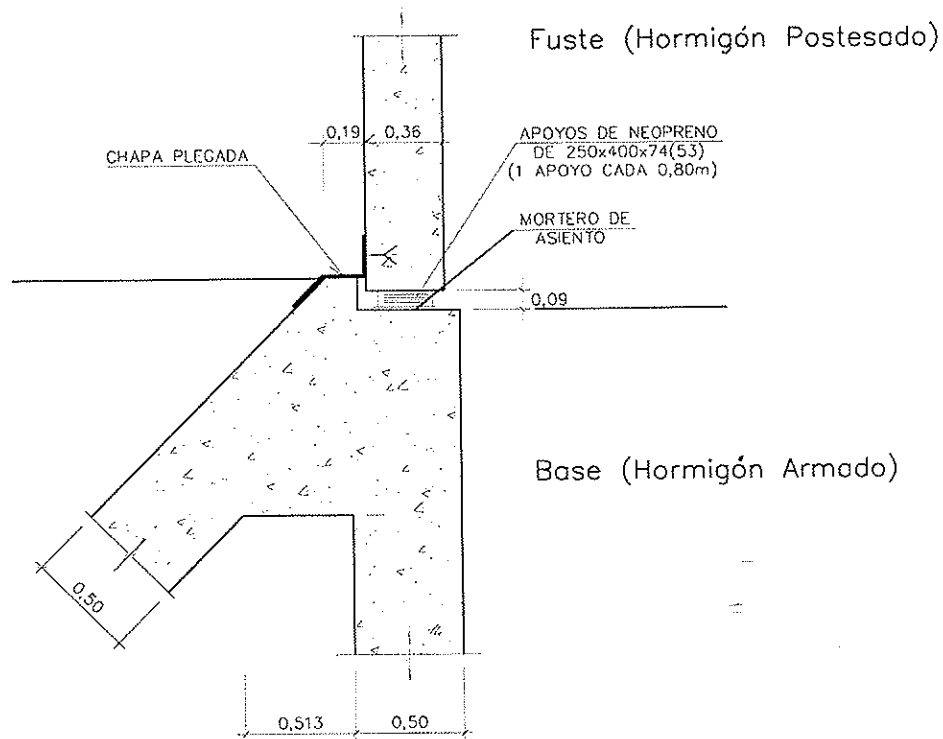 Fuste (Hormigón Postesado)
0,19
0,36
CHAPA PLEGADA
APOYOS DE NEOPRENO
DE 250x400x74(53)
(1 APOYO CADA 0,80m)
MORTERO DE
ASIENTO
0,09
Base (Hormigón Armado)
0,50
0,513
0,50